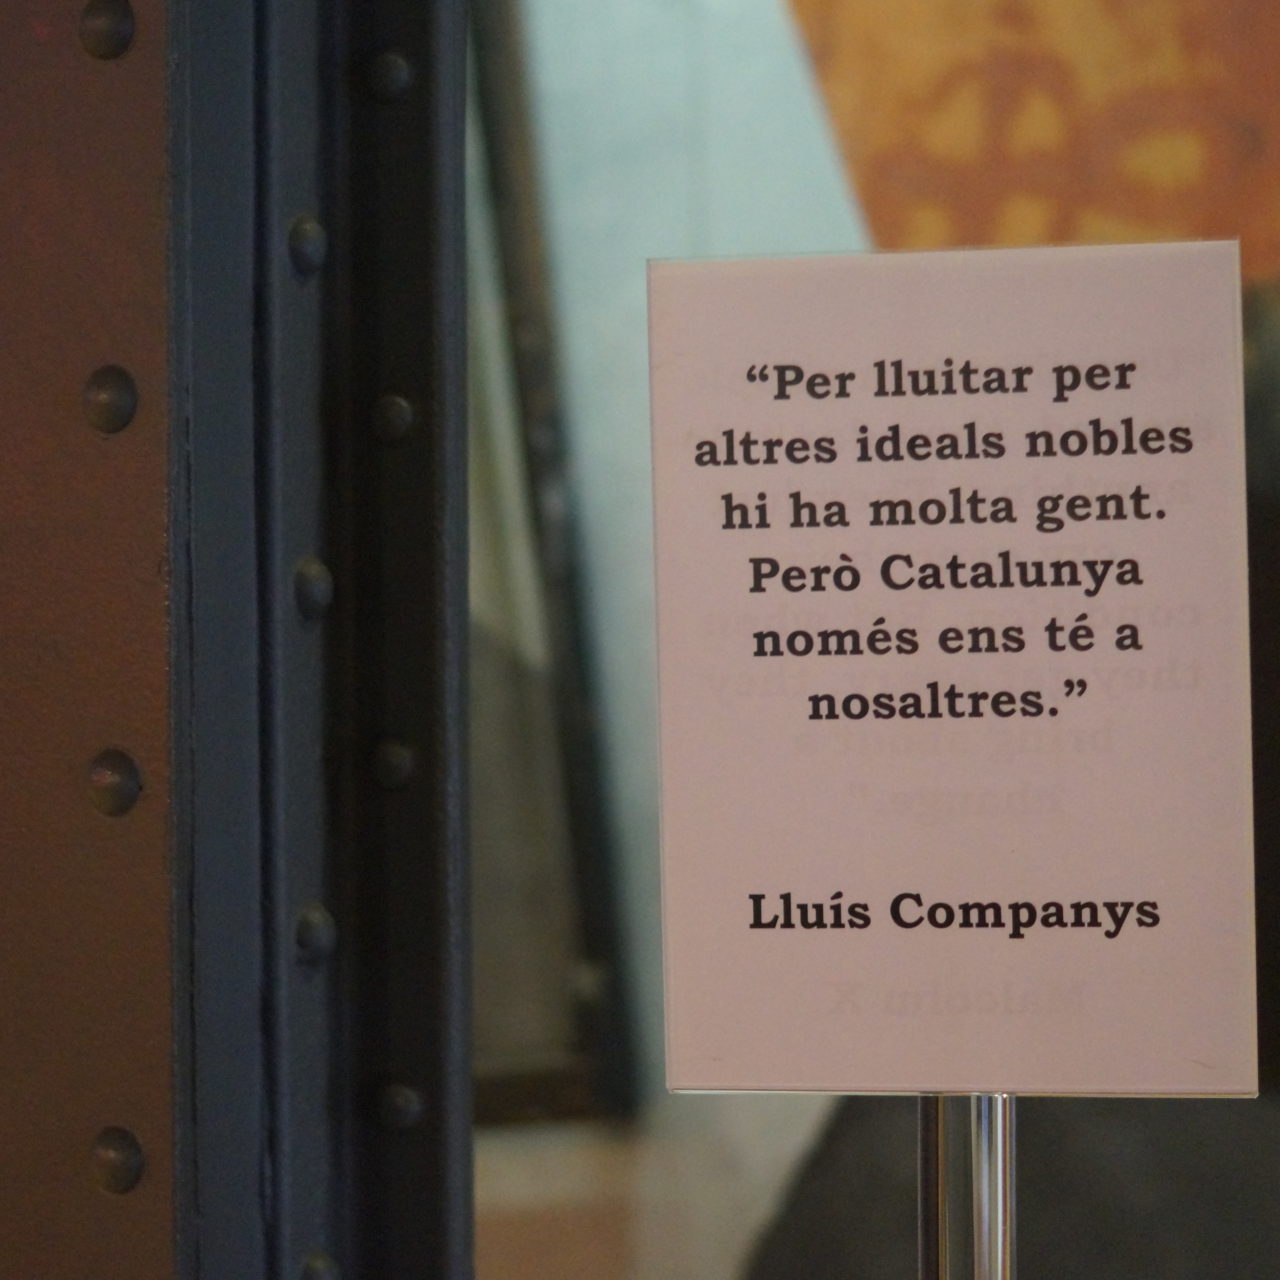 “Per lluitar per
altres ideals nobles
hi ha molta gent.
Però Catalunya
només ens té a
nosaltres.”
Lluís Companys